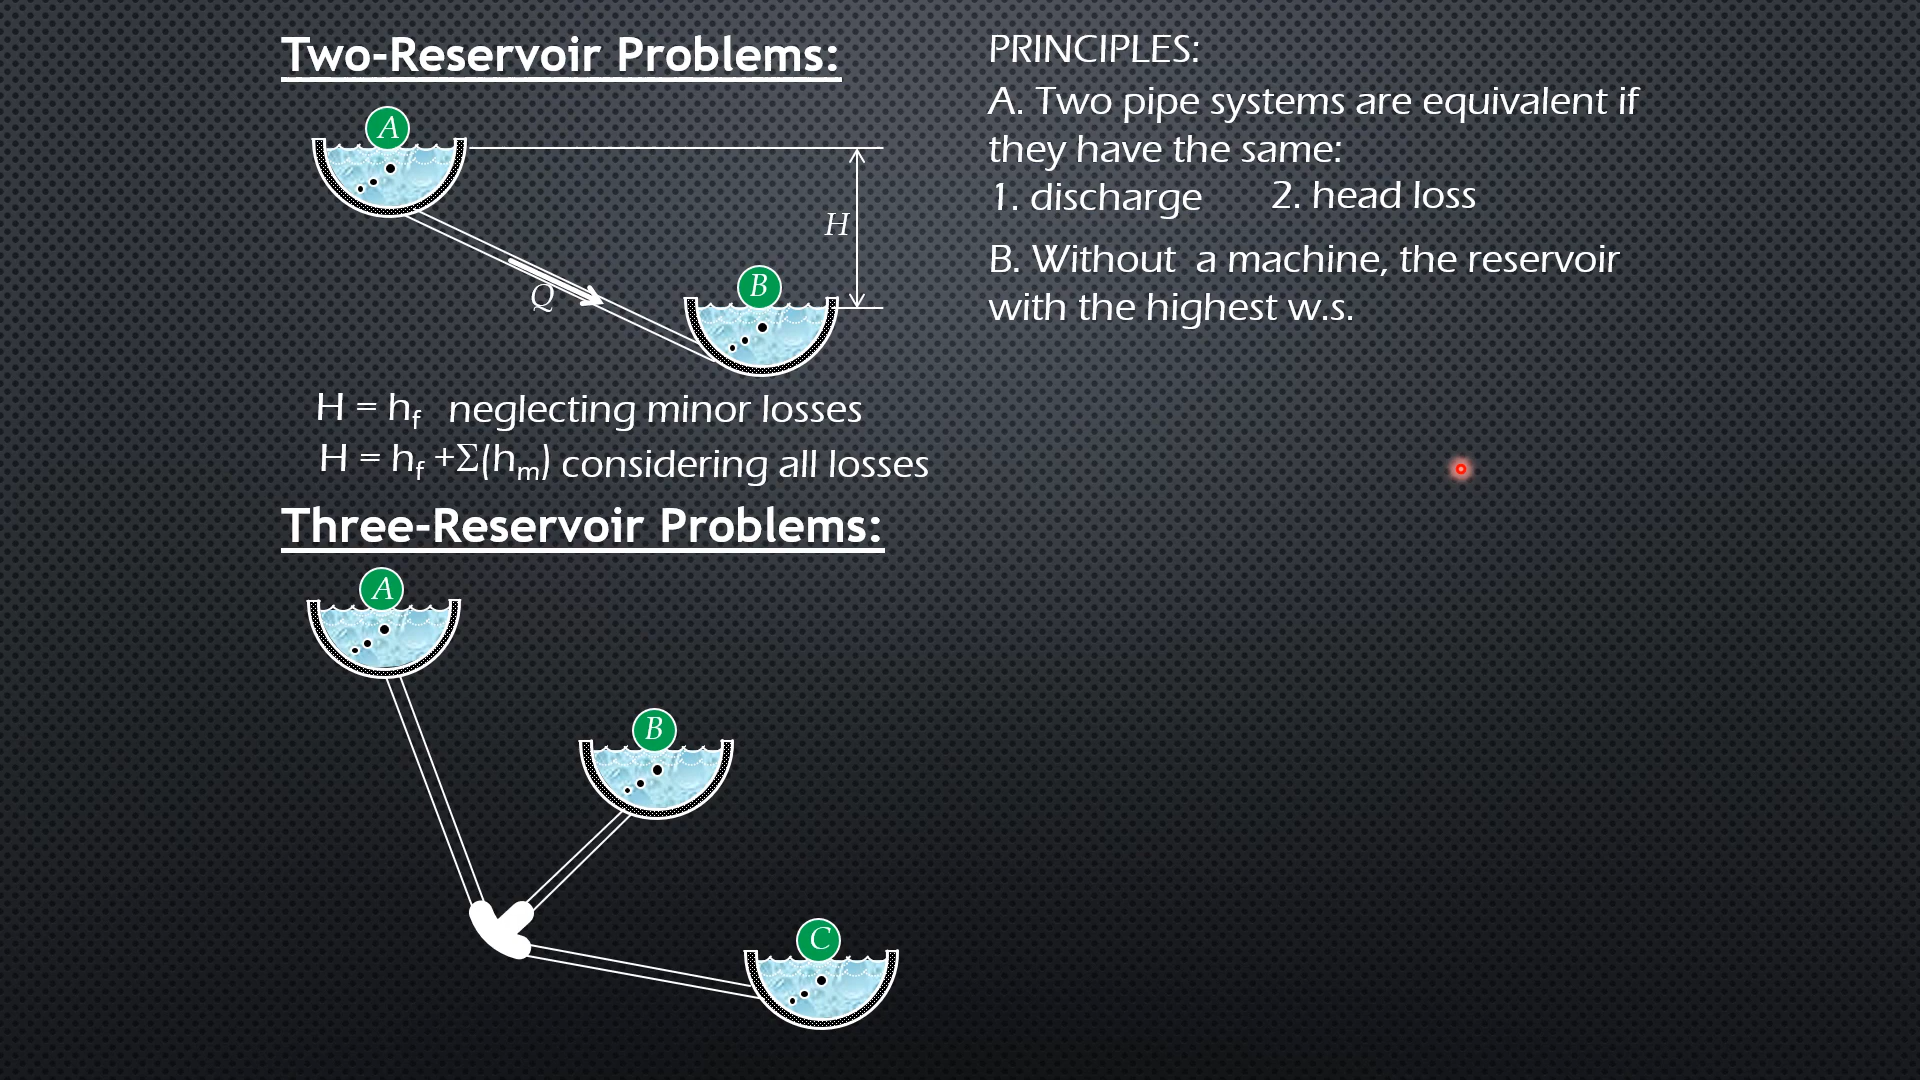 Two-Reservoir Problems:
A
H
B
Q
H = hf neglecting minor losses
H = hf +Σ(hm) considering all losses
Three-Reservoir Problems:
A
B
C
PRINCIPLES:
A. Two pipe systems are equivalent if
they have the same:
1. discharge 2. head loss
B. Without a machine, the reservoir
with the highest w.s.